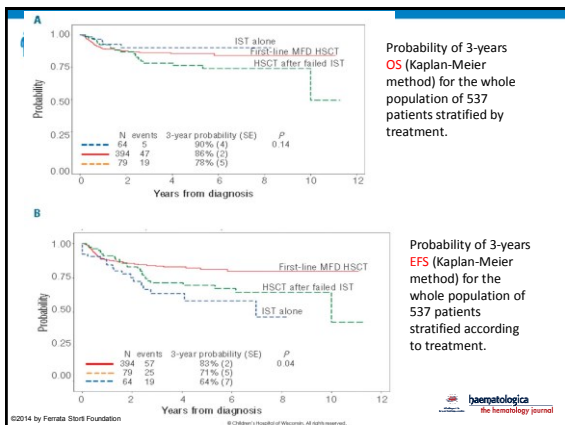 A
1.00
0.75
0.50
0.25
0.00
Probability
IST alone
First-line MFD HSCT
HSCT after failed IST
N events 3-year probability (SE) P
64 5 90% (4) 0.14
394 47 86% (2)
79 19 78% (5)
0 2 4 6 8 10 12
Years from diagnosis
Probability of 3-years
OS (Kaplan-Meier
method) for the whole
population of 537
patients stratified by
treatment.
B
1.00
0.75
0.50
0.25
0.00
Probability
First-line MFD HSCT
HSCT after failed IST
IST alone
N events 3-year probability (SE) P
394 57 83% (2) 0.04
79 25 71% (5)
64 19 64% (7)
0 2 4 6 8 10 12
Years from diagnosis
Probability of 3-years
EFS (Kaplan-Meier
method) for the
whole population of
537 patients
stratified according
to treatment.
haematologica
the hematology journal
©2014 by Ferrata Storti Foundation
© Children's Hospital of Wisconsin. All rights reserved.